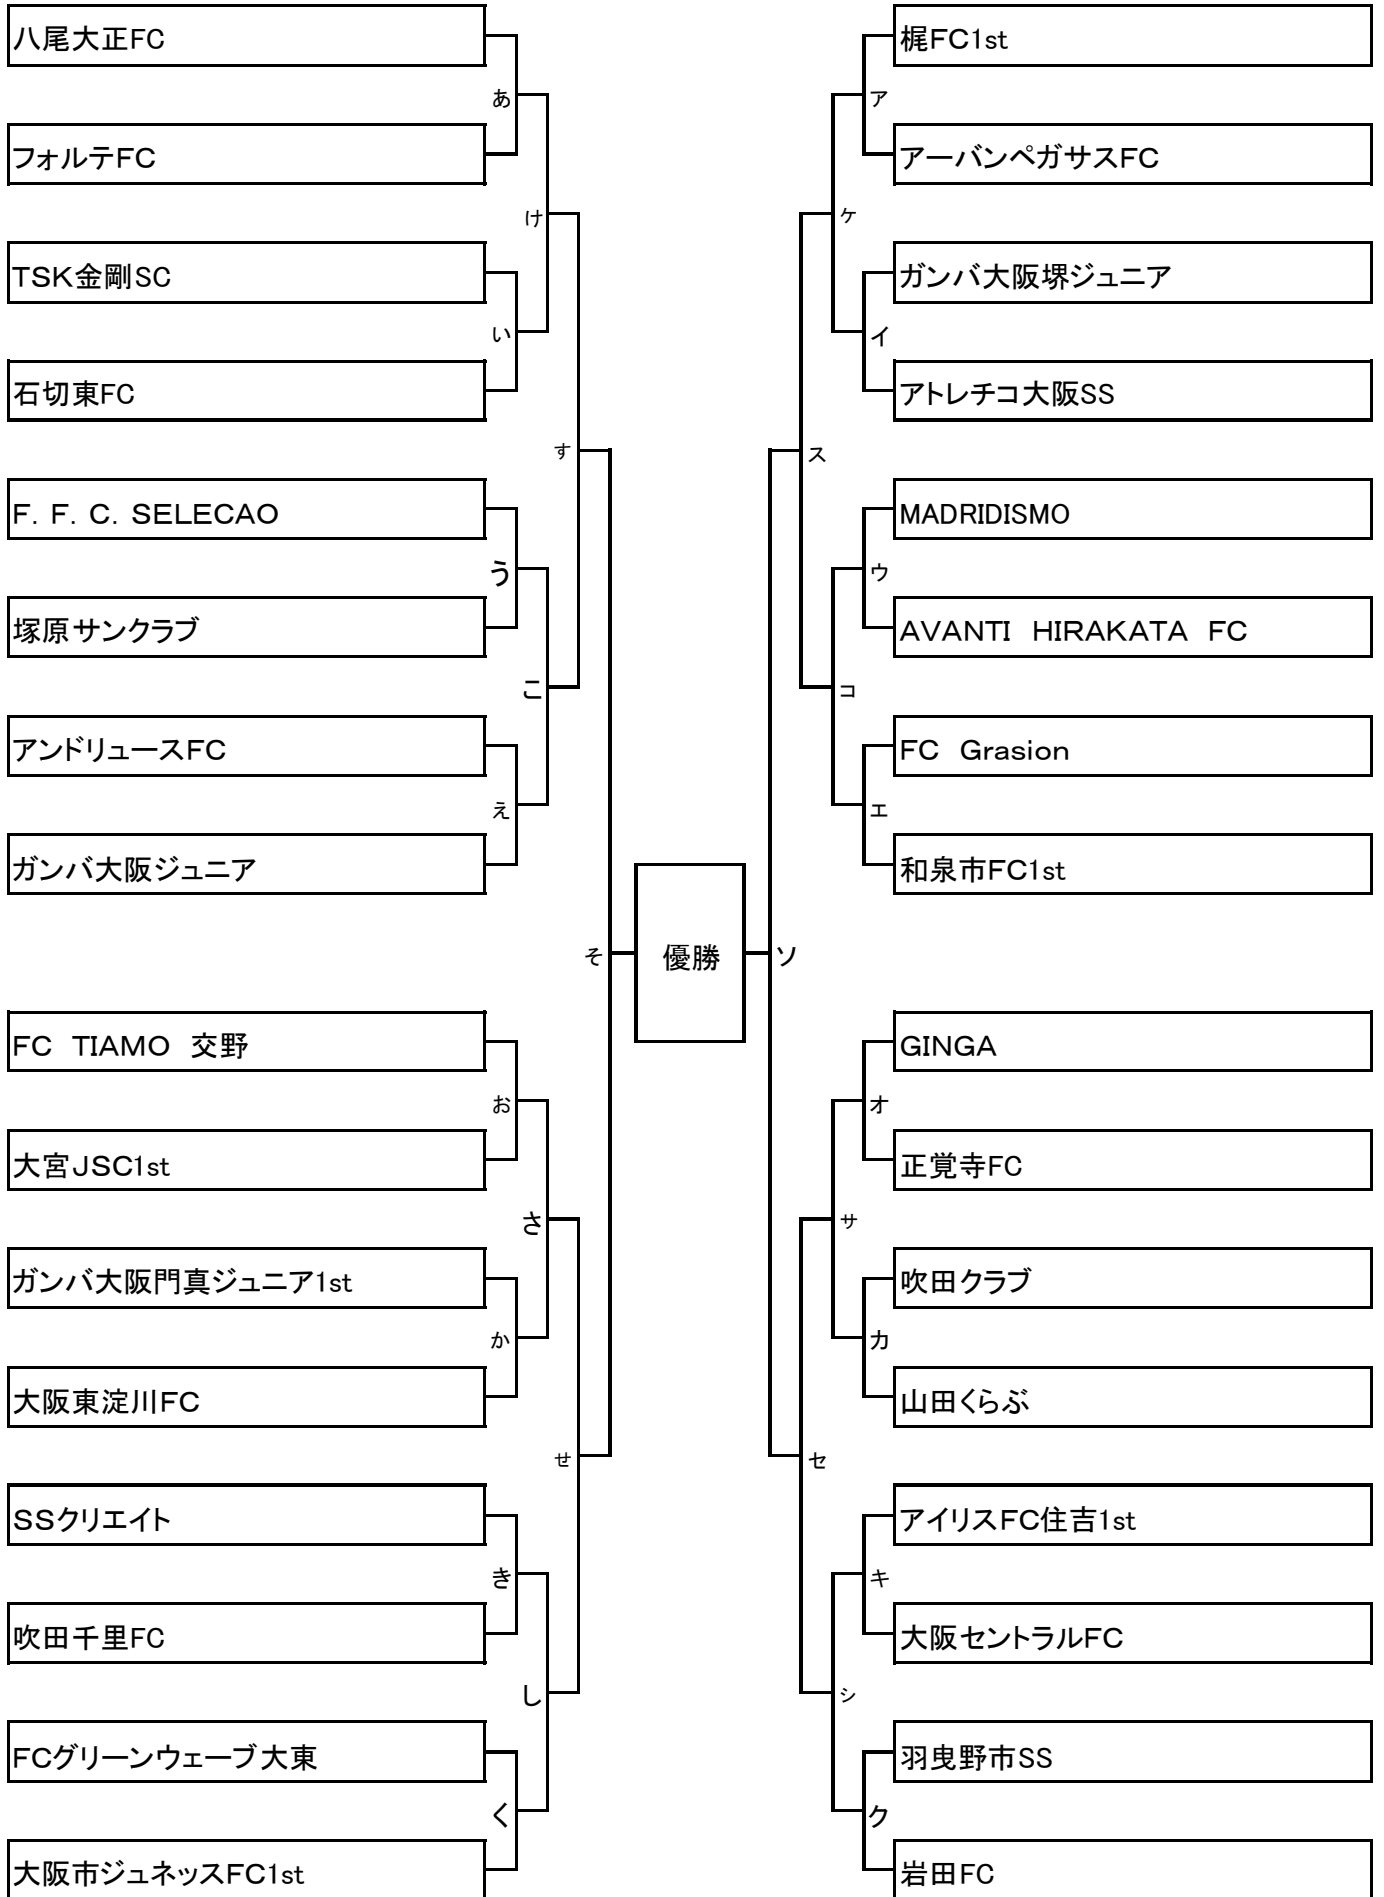 八尾大正FC
あ
フォルテFC
け
TSK金剛SC
い
石切東FC
す
F. F. C. SELECAO
う
塚原サンクラブ
こ
アンドリュースFC
え
ガンバ大阪ジュニア
そ
FC TIAMO 交野
お
大宮JSC1st
さ
ガンバ大阪門真ジュニア1st
か
大阪東淀川FC
せ
SSクリエイト
き
吹田千里FC
し
FCグリーンウェーブ大東
く
大阪市ジュネッスFC1st
優勝
梶FC1st
ア
アーバンペガサスFC
ケ
ガンバ大阪堺ジュニア
イ
アトレチコ大阪SS
ス
MADRIDISMO
ウ
AVANTI HIRAKATA FC
コ
FC Grasion
エ
和泉市FC1st
ソ
GINGA
オ
正覚寺FC
サ
吹田クラブ
カ
山田くらぶ
セ
アイリスFC住吉1st
キ
大阪セントラルFC
シ
羽曳野市SS
ク
岩田FC